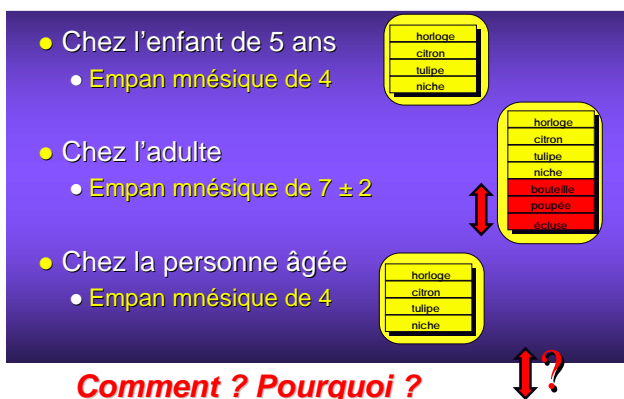 Chez l'enfant de 5 ans
Empan mnésique de 4
horloge
citron
tulipe
niche
Chez l'adulte
Empan mnésique de 7 ± 2
horloge
citron
tulipe
niche
bouteille
poupée
écluse
Chez la personne âgée
Empan mnésique de 4
horloge
citron
tulipe
niche
Comment ? Pourquoi ?
?